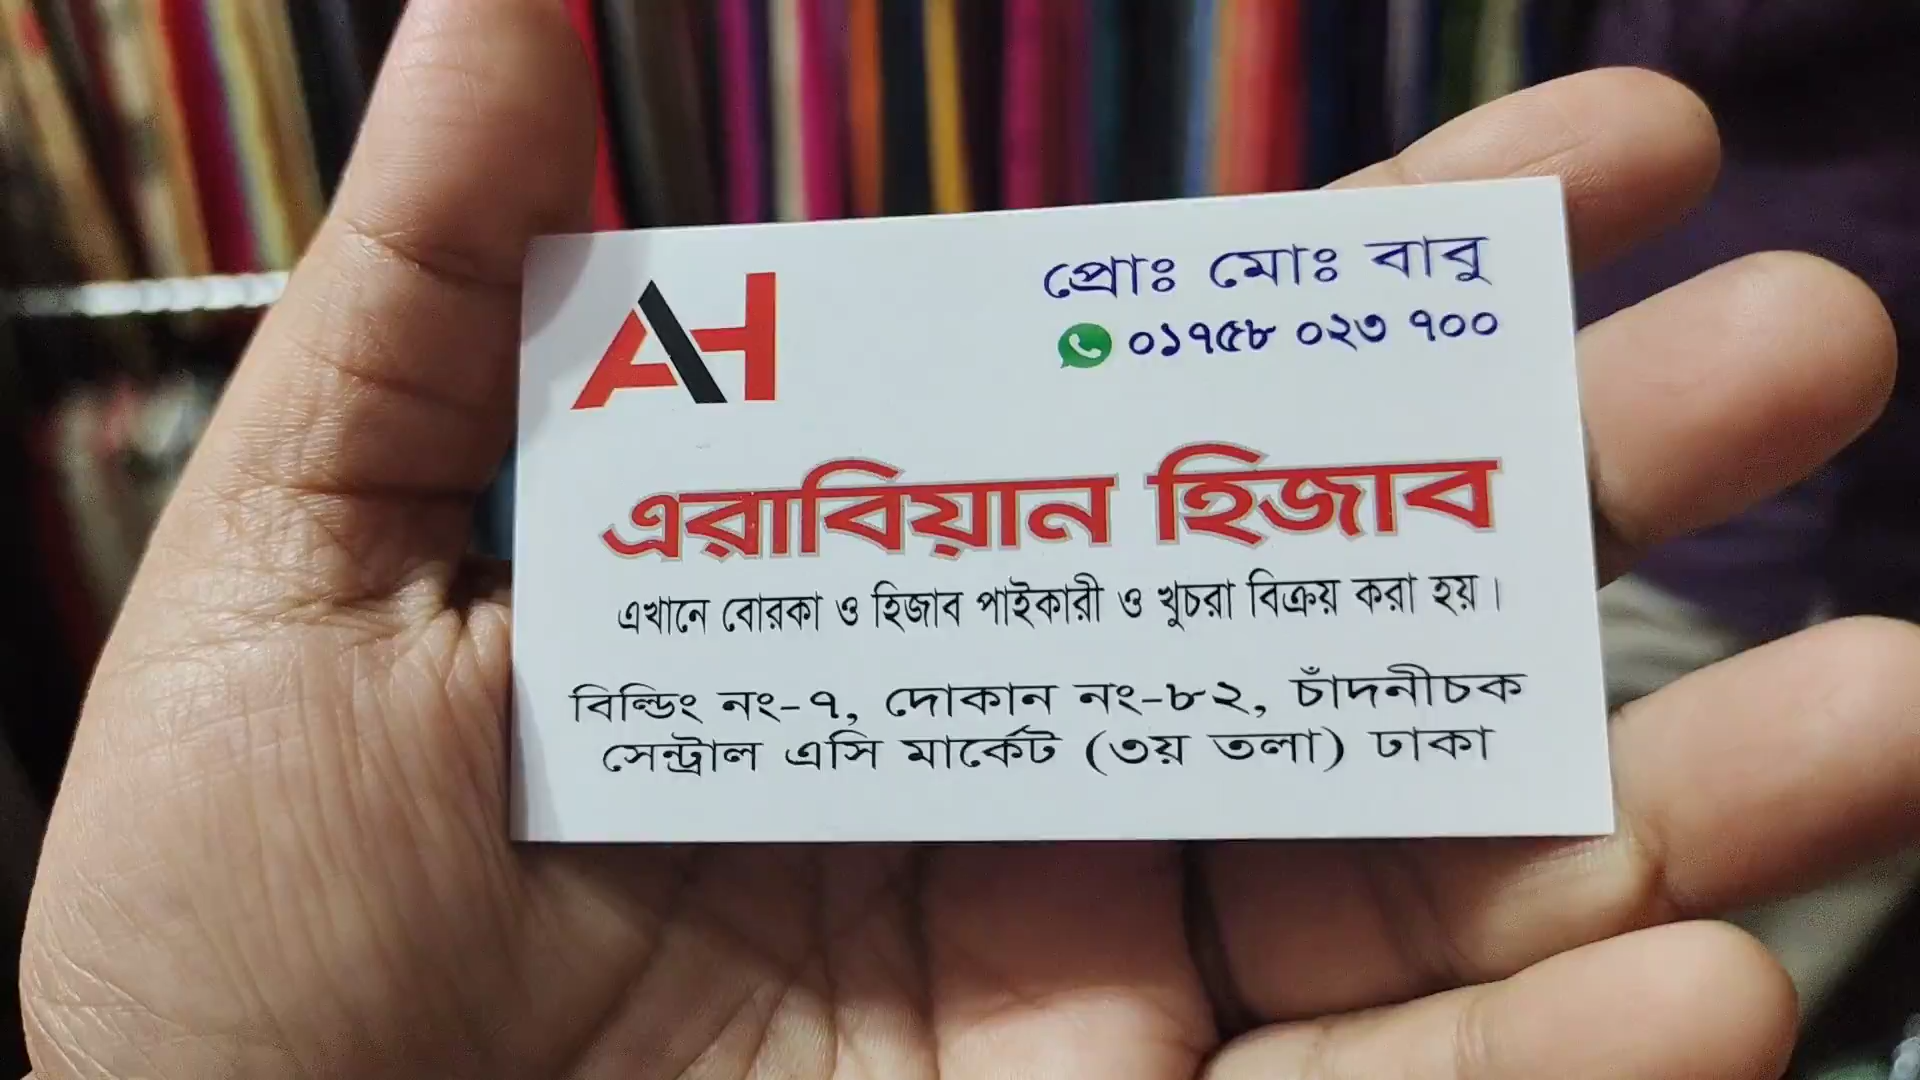 AH
প্রোঃ মোঃ বাবু
০১৭৫৮ ০২৩ ৭০০
এরাবিয়ান হিজাব
এখানে বোরকা ও হিজাব পাইকারী ও খুচরা বিক্রয় করা হয়।
বিল্ডিং নং-৭, দোকান নং-৮২, চাঁদনীচক
সেন্ট্রাল এসি মার্কেট (৩য় তলা) ঢাকা